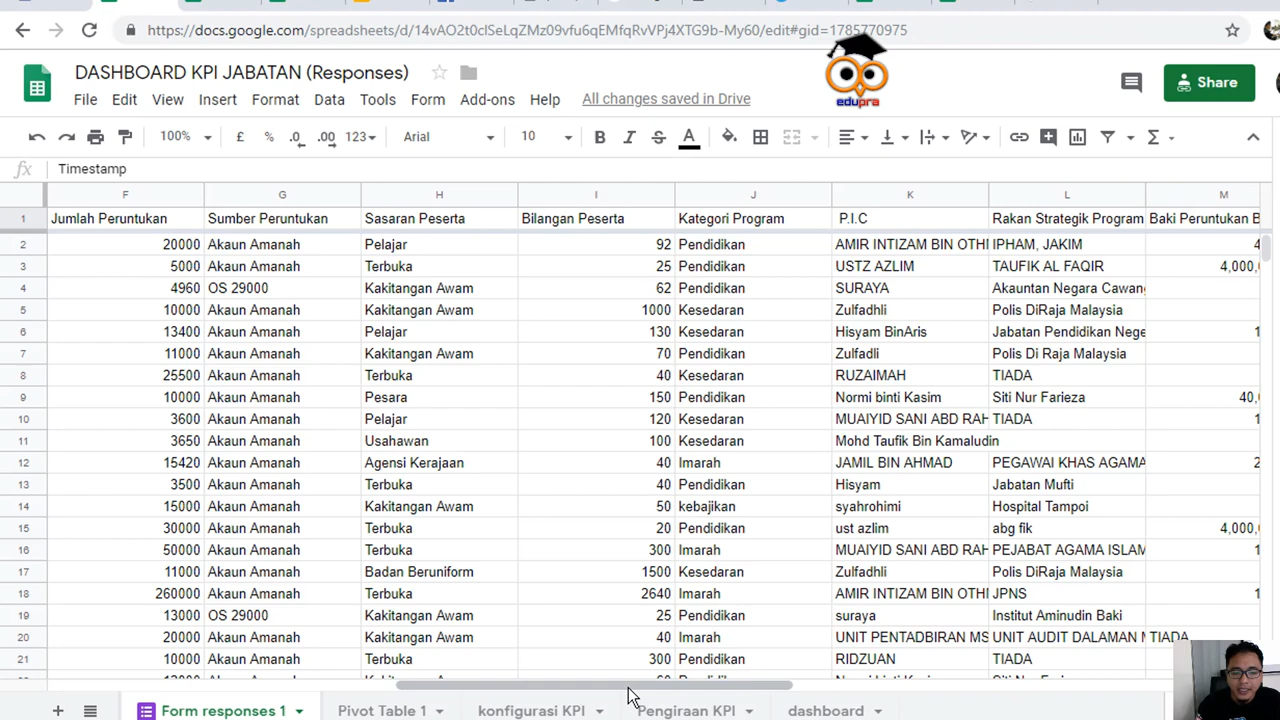 https://docs.google.com/spreadsheets/d/14vAO2t0clSeLqZMz09vfu6qEMfqRvVPj4XTG9b-My60/edit#gid=1785770975
DASHBOARD KPI JABATAN (Responses)
edupra
Share
File Edit View Insert Format Data Tools Form Add-ons Help All changes saved in Drive
100% £ % .0 .00 123 Arial 10 B I S A
fx Timestamp
F G H I J K L M
1 Jumlah Peruntukan Sumber Peruntukan Sasaran Peserta Bilangan Peserta Kategori Program P.I.C Rakan Strategik Program Baki Peruntukan B
2 20000 Akaun Amanah Pelajar 92 Pendidikan AMIR INTIZAM BIN OTH IPHAM, JAKIM 4
3 5000 Akaun Amanah Terbuka 25 Pendidikan USTZ AZLIM TAUFIK AL FAQIR 4,000,
4 4960 OS 29000 Kakitangan Awam 62 Pendidikan SURAYA Akauntan Negara Cawang
5 10000 Akaun Amanah Kakitangan Awam 1000 Kesedaran Zulfadhli Polis DiRaja Malaysia
6 13400 Akaun Amanah Pelajar 130 Kesedaran Hisyam BinAris Jabatan Pendidikan Nege 1
7 11000 Akaun Amanah Kakitangan Awam 70 Pendidikan Zulfadli Polis Di Raja Malaysia
8 25500 Akaun Amanah Terbuka 40 Kesedaran RUZAIMAH TIADA 1
9 10000 Akaun Amanah Pesara 150 Pendidikan Normi binti Kasim Siti Nur Farieza 40,
10 3600 Akaun Amanah Pelajar 120 Kesedaran MUAIYID SANI ABD RAH TIADA 1
11 3650 Akaun Amanah Usahawan 100 Kesedaran Mohd Taufik Bin Kamaludin
12 15420 Akaun Amanah Agensi Kerajaan 40 Imarah JAMIL BIN AHMAD PEGAWAI KHAS AGAMA 2
13 3500 Akaun Amanah Terbuka 40 Pendidikan Hisyam Jabatan Mufti
14 15000 Akaun Amanah Kakitangan Awam 50 kebajikan syahrohimi Hospital Tampoi
15 30000 Akaun Amanah Terbuka 20 Pendidikan ust azlim abg fik 4,000,
16 50000 Akaun Amanah Terbuka 300 Imarah MUAIYID SANI ABD RAH PEJABAT AGAMA ISLAM 1
17 11000 Akaun Amanah Badan Beruniform 1500 Kesedaran Zulfadhli Polis DiRaja Malaysia
18 260000 Akaun Amanah Terbuka 2640 Imarah AMIR INTIZAM BIN OTH JPNS 1
19 13000 OS 29000 Kakitangan Awam 25 Pendidikan suraya Institut Aminudin Baki
20 20000 Akaun Amanah Kakitangan Awam 40 Imarah UNIT PENTADBIRAN MS UNIT AUDIT DALAMAN M TIADA
21 10000 Akaun Amanah Terbuka 300 Pendidikan RIDZUAN TIADA
Form responses 1 Pivot Table 1 konfigurasi KPI Pengiraan KPI dashboard